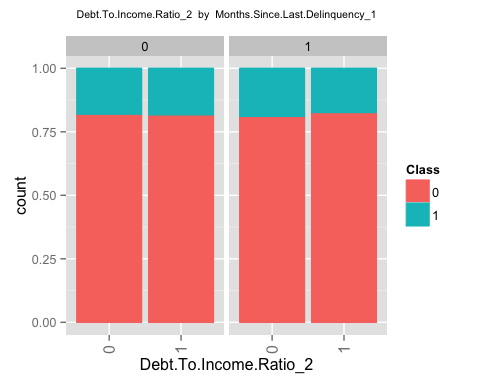 Debt.To.Income.Ratio_2 by Months.Since.Last.Delinquency_1
0 1
1.00
0.75
0.50
0.25
0.00
count
0 1 0 1
Debt.To.Income.Ratio_2
Class
0
1